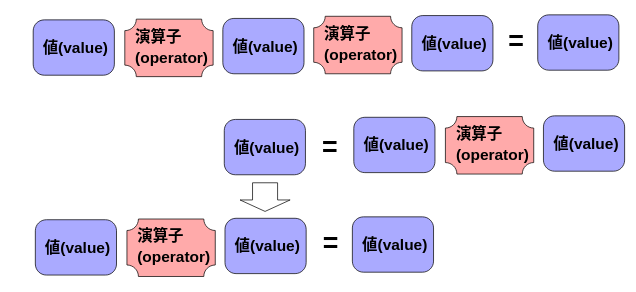 値(value) 演算子 (operator) 値(value) 演算子 (operator) 値(value) = 値(value)
値(value) = 値(value) 演算子 (operator) 値(value)
値(value) 演算子 (operator) 値(value) = 値(value)